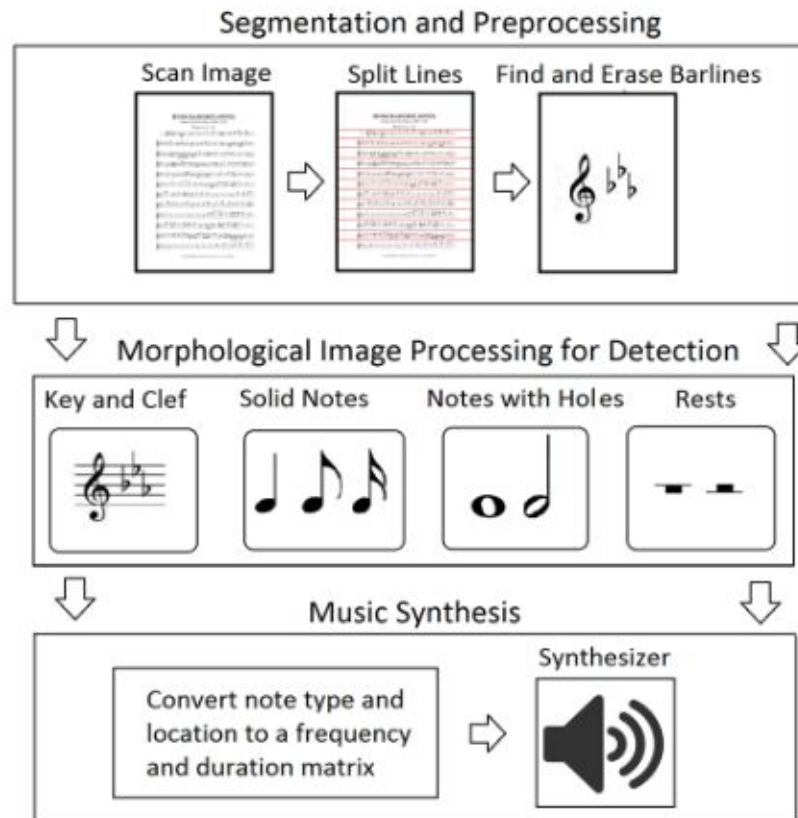 Segmentation and Preprocessing
Scan Image
Split Lines
Find and Erase Barlines
Morphological Image Processing for Detection
Key and Clef
Solid Notes
Notes with Holes
Rests
Music Synthesis
Convert note type and
location to a frequency
and duration matrix
Synthesizer